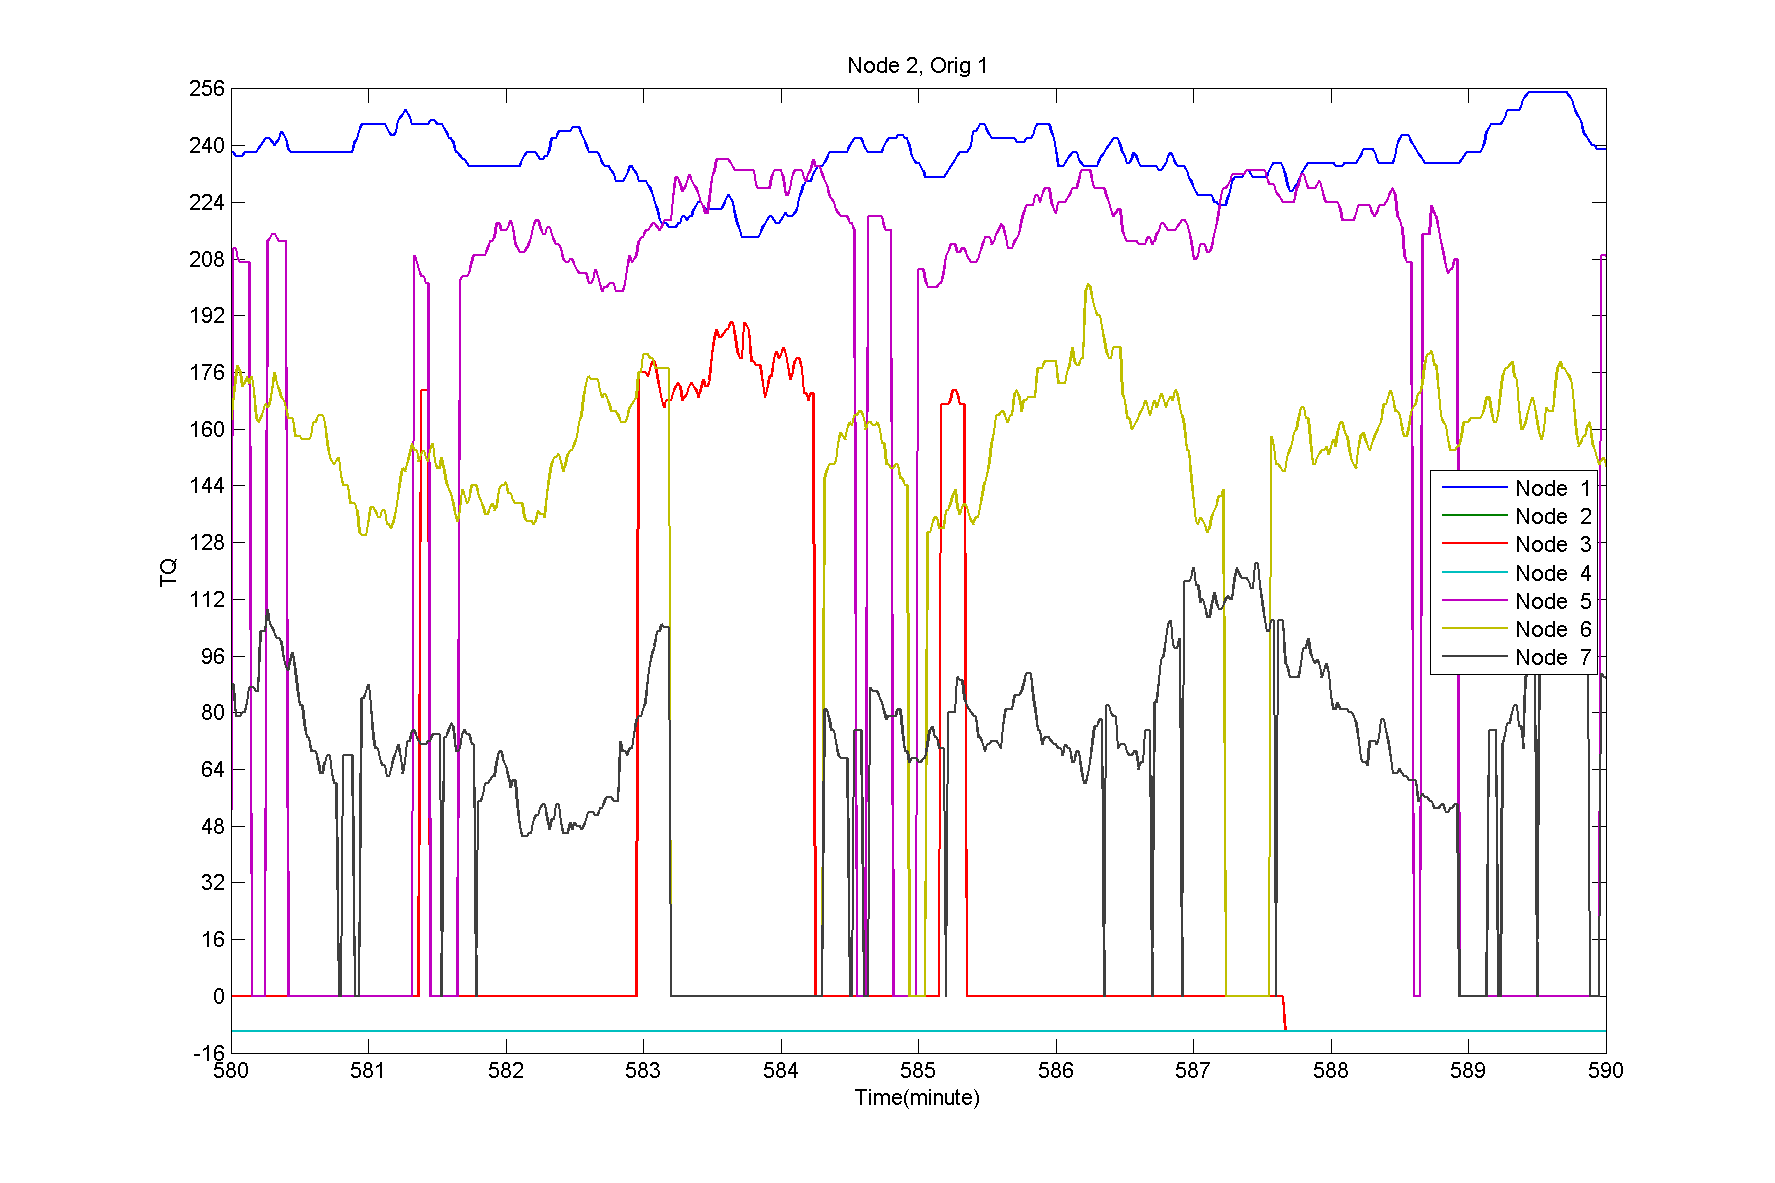 Node 2, Orig 1
256
240
224
208
192
176
160
144
128
112
96
80
64
48
32
16
0
-16
TQ
580 581 582 583 584 585 586 587 588 589 590
Time(minute)
Node 1
Node 2
Node 3
Node 4
Node 5
Node 6
Node 7